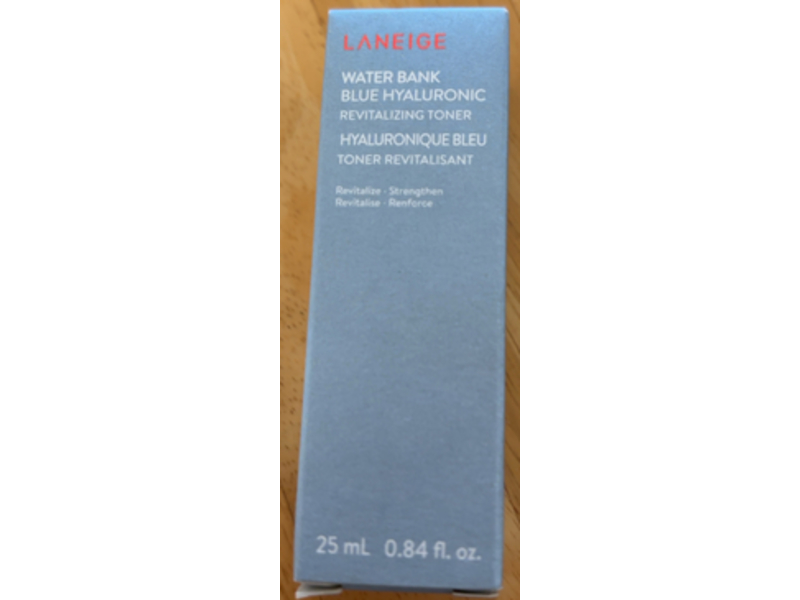 LANEIGE
WATER BANK
BLUE HYALURONIC
REVITALIZING TONER
HYALURONIQUE BLEU
TONER REVITALISANT
Revitalize · Strengthen
Revitalise · Renforce
25 mL 0.84 fl. oz.